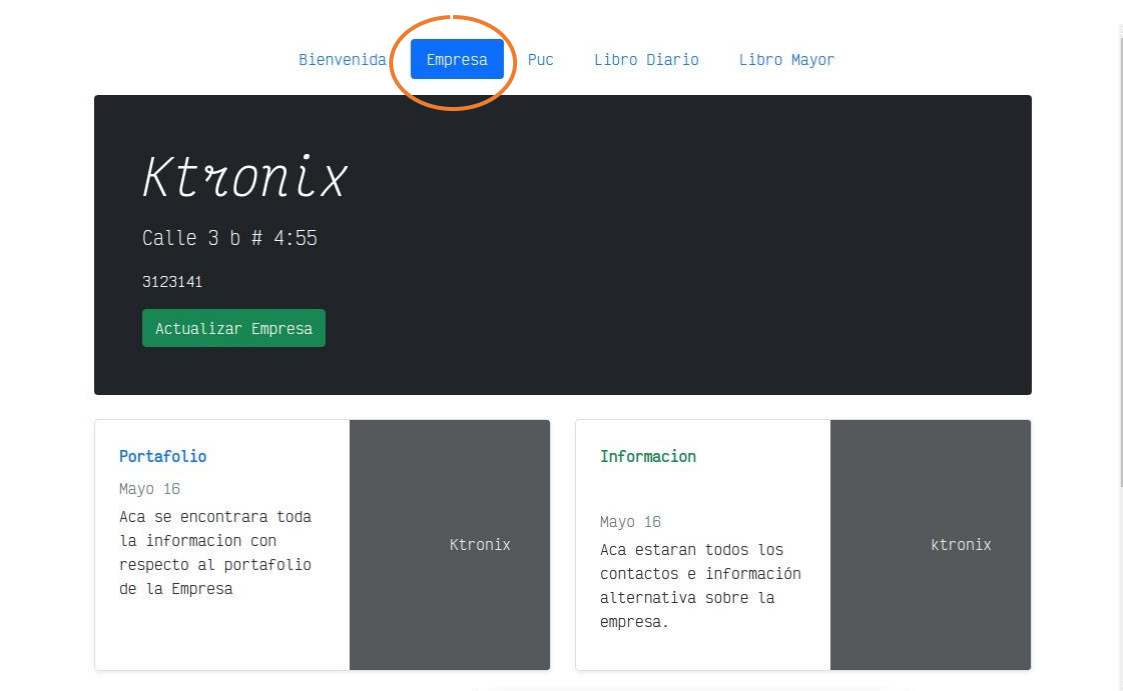 Bienvenida Empresa Puc Libro Diario Libro Mayor
Ktronix
Calle 3 b # 4:55
3123141
Actualizar Empresa
Portafolio
Mayo 16
Aca se encontrara toda
la informacion con
respecto al portafolio
de la Empresa
Ktronix
Informacion
Mayo 16
Aca estaran todos los
contactos e información
alternativa sobre la
empresa.
ktronix